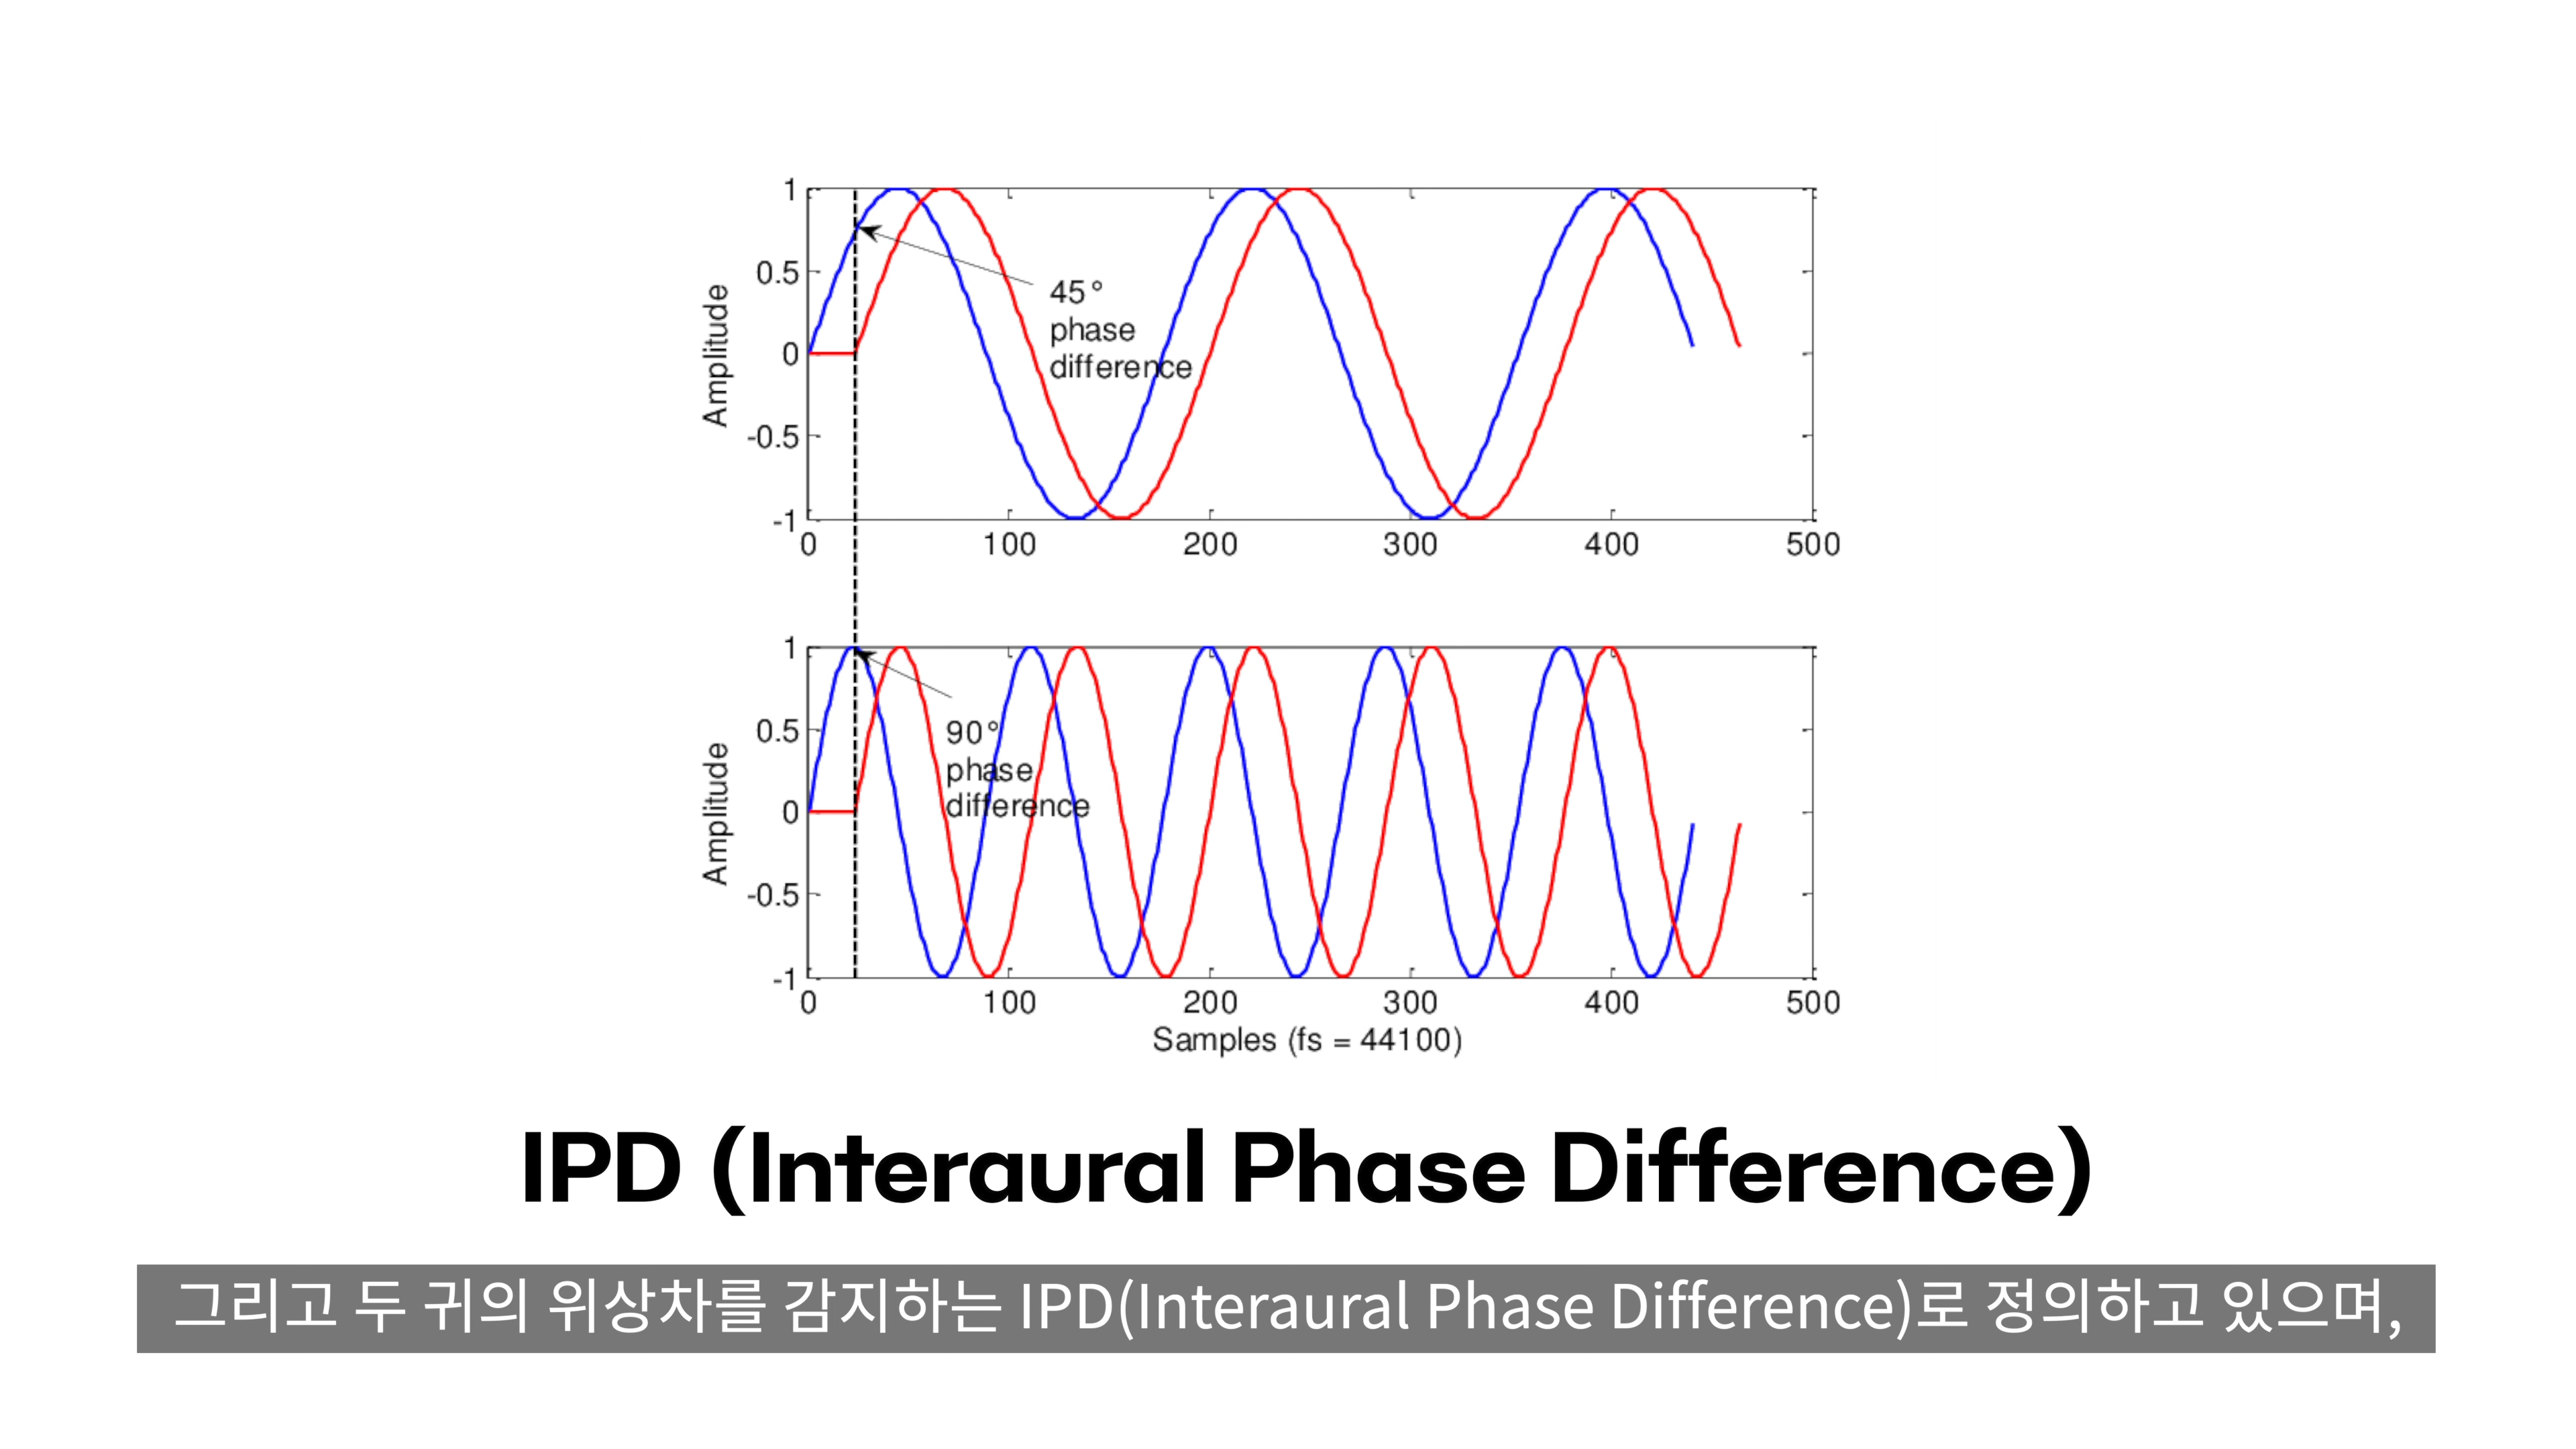 1
0.5
0
-0.5
-1
Amplitude
45°
phase
difference
0 100 200 300 400 500
1
0.5
0
-0.5
-1
Amplitude
90°
phase
difference
0 100 200 300 400 500
Samples (fs = 44100)
IPD (Interaural Phase Difference)
그리고 두 귀의 위상차를 감지하는 IPD(Interaural Phase Difference)로 정의하고 있으며,